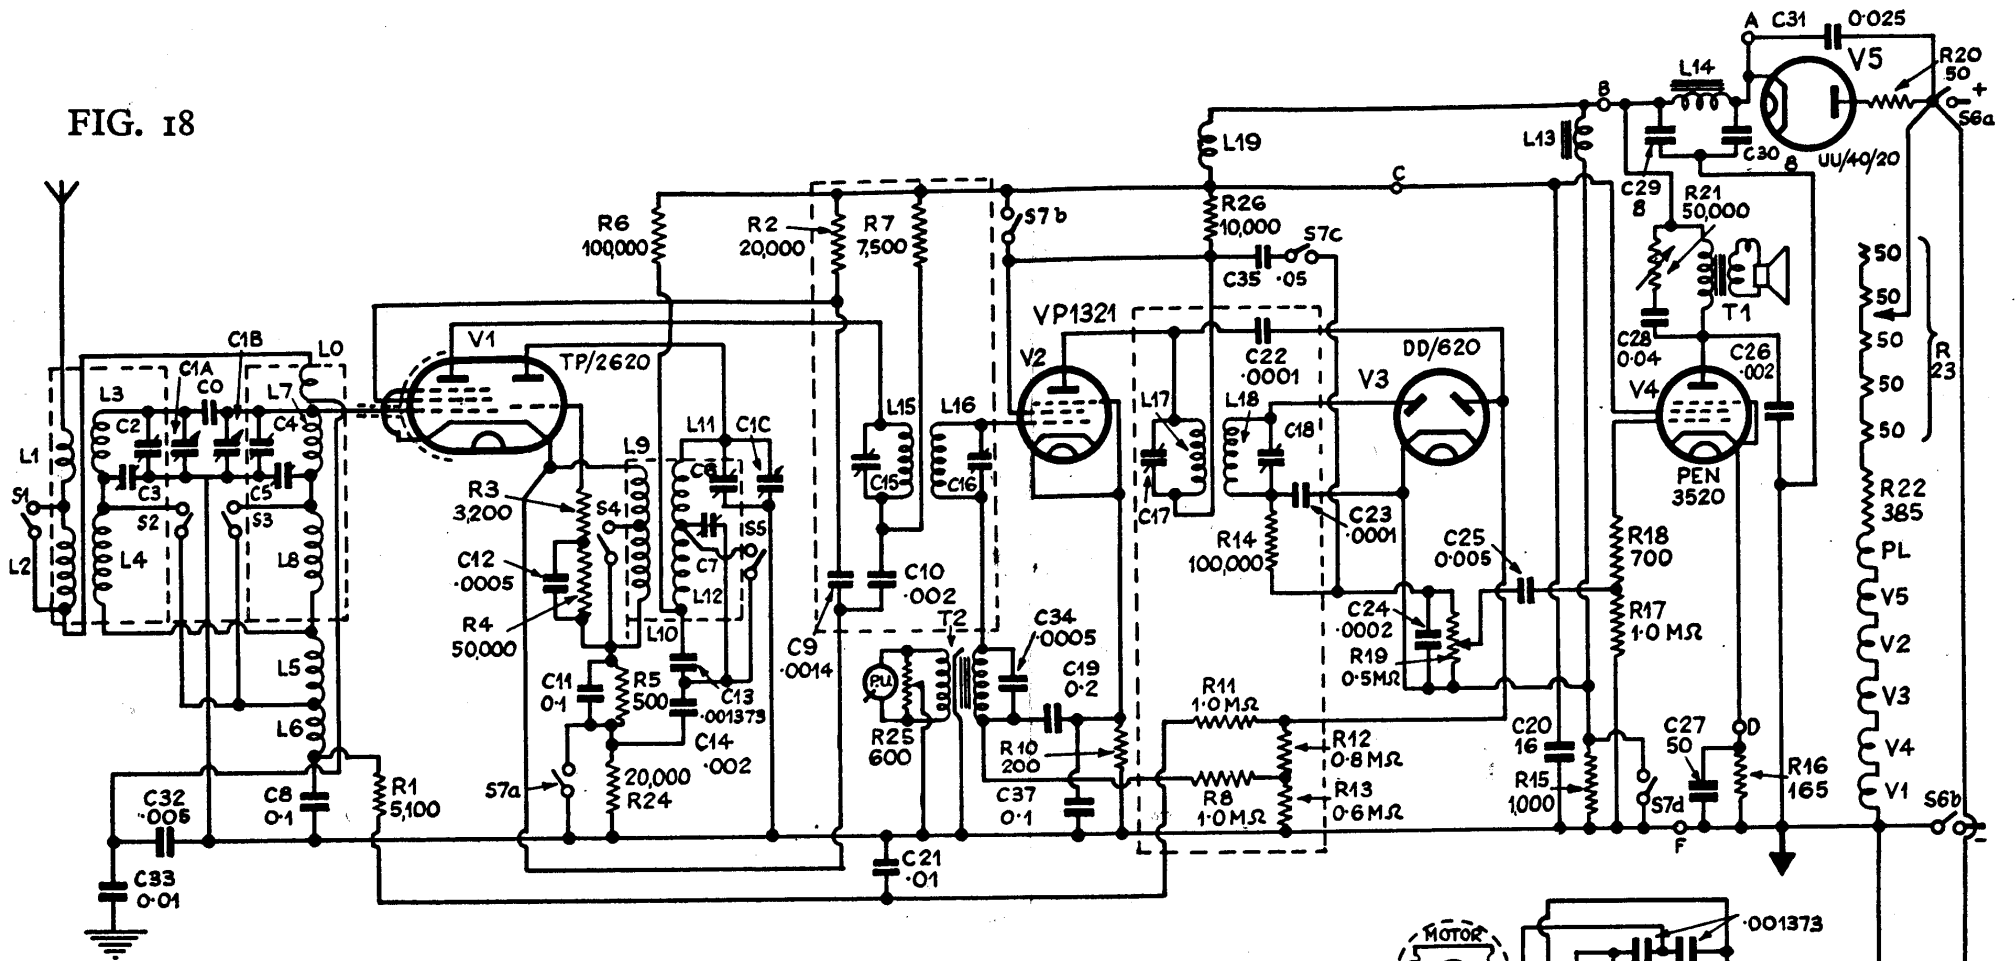 FIG. 18
A
C31
0·025
V5
R20
50
+
S6a
L14
B
C30
8
UU/40/20
C29
8
R21
50,000
L13
L19
C
R6
100,000
R2
20,000
R7
7,500
S7b
R26
10,000
S7c
C35
·05
T1
50
50
50
50
50
R
23
C28
0·04
C26
·002
V4
PEN
3520
VP1321
V2
C22
·0001
DD/620
V3
V1
TP/2620
C1B
L0
C1A
C0
L3
L7
C2
C4
L1
C3
C5
S1
S2
S3
L2
L4
L8
L5
L6
R3
3,200
S4
L9
L11
C1C
C6
S5
C7
C12
·0005
L12
R4
50,000
L10
L15
L16
C15
C16
L17
L18
C18
C17
C23
·0001
R14
100,000
C25
0·005
R18
700
R17
1·0 MΩ
R22
385
PL
V5
V2
V3
V4
V1
C10
·002
C9
·0014
T2
C34
·0005
C24
·0002
R19
0·5MΩ
C11
0·1
R5
500
C13
·001373
C14
·002
P.U.
R25
600
C19
0·2
R10
200
R11
1·0 MΩ
R12
0·8 MΩ
R8
1·0 MΩ
R13
0·6 MΩ
C20
16
R15
1,000
S7d
C27
50
D
R16
165
S6b
-
S7a
20,000
R24
C37
0·1
C8
0·1
R1
5,100
C32
·005
C33
0·01
C21
·01
F
MOTOR
·001373